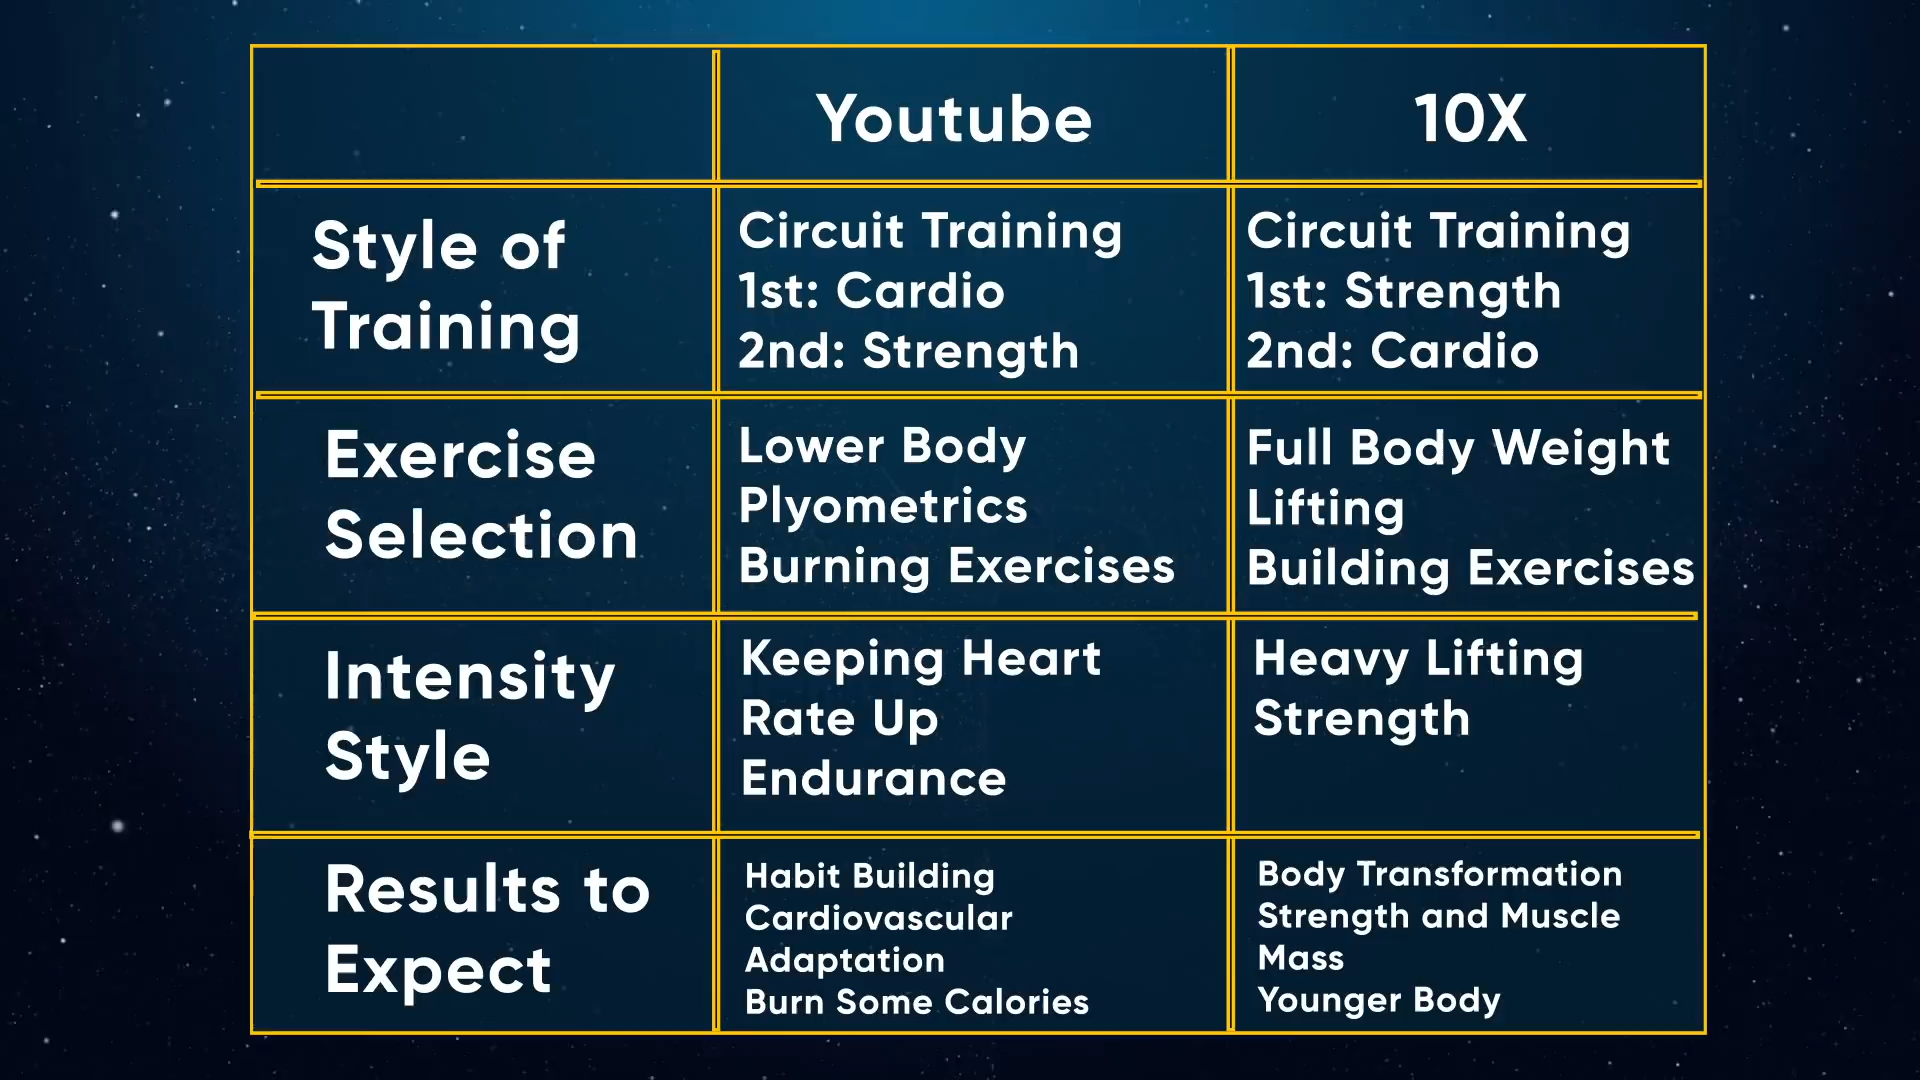 Youtube
10X
Style of
Training
Circuit Training
1st: Cardio
2nd: Strength
Circuit Training
1st: Strength
2nd: Cardio
Exercise
Selection
Lower Body
Plyometrics
Burning Exercises
Full Body Weight
Lifting
Building Exercises
Intensity
Style
Keeping Heart
Rate Up
Endurance
Heavy Lifting
Strength
Results to
Expect
Habit Building
Cardiovascular
Adaptation
Burn Some Calories
Body Transformation
Strength and Muscle
Mass
Younger Body